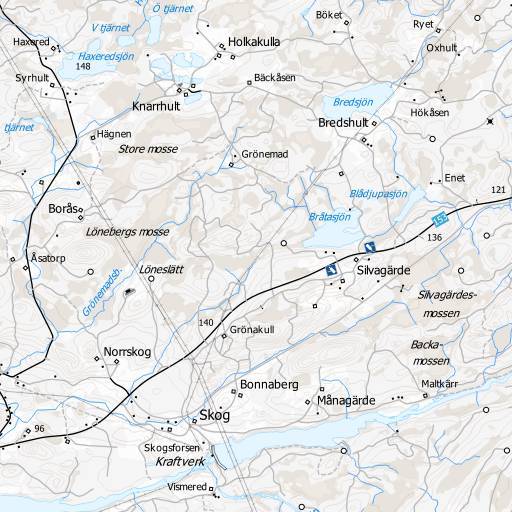 Ö tjärnet
V tjärnet
Böket
Ryet
Haxered
Holkakulla
Oxhult
Haxeredsjön
148
Syrhult
Bäckåsen
Knarrhult
Bredsjön
Hökåsen
tjärnet
Bredshult
Hägnen
Store mosse
Grönemad
Enet
Blådjupasjön
121
Borås
Bråtasjön
154
Lönebergs mosse
136
Åsatorp
Löneslätt
Silvagärde
Grönemadsb.
Silvagärdes-
mossen
140
Grönakull
Backa-
mossen
Norrskog
Bonnaberg
Maltkärr
Månagärde
Skog
96
Skogsforsen
Kraftverk
Vismered